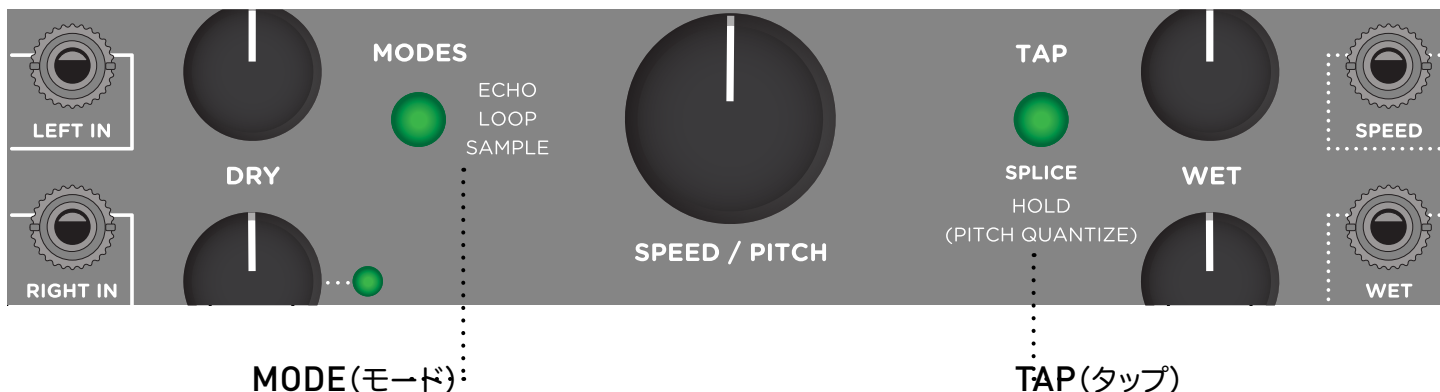 LEFT IN
RIGHT IN
DRY
MODES
ECHO
LOOP
SAMPLE
SPEED / PITCH
TAP
SPLICE
HOLD
(PITCH QUANTIZE)
WET
SPEED
WET
MODE(モード)
TAP(タップ)